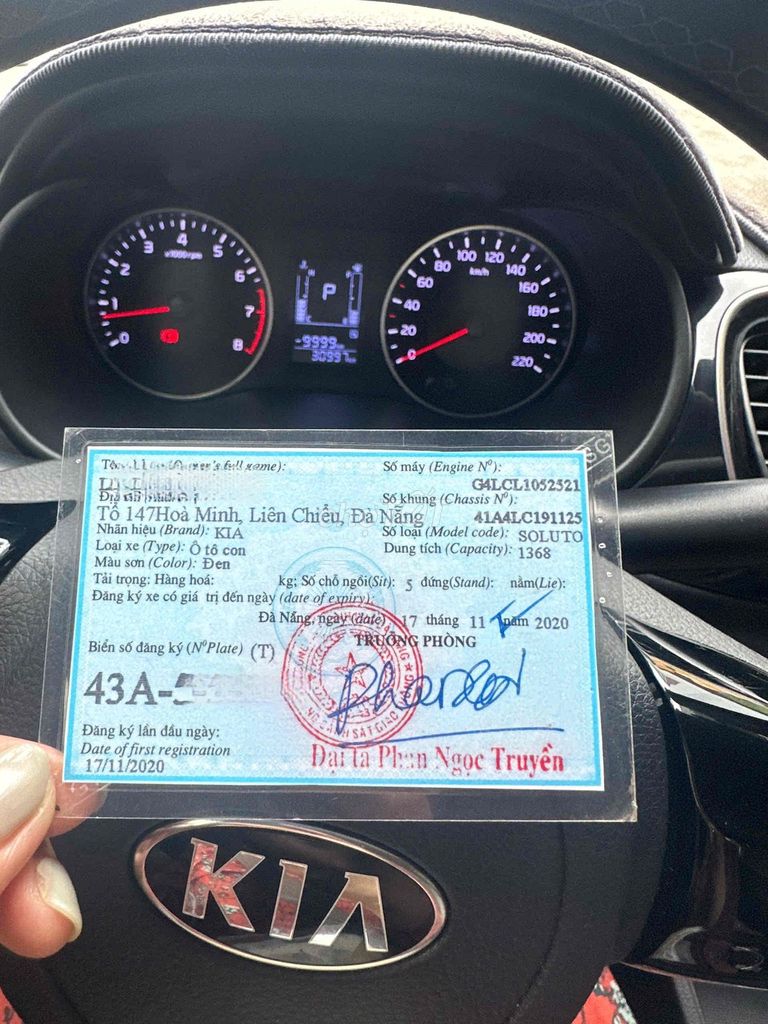 4
3
5
x1000rpm
2
6
1
7
0
8
P
-9999
30997
100
120
80
140
km/h
60
160
40
180
20
200
0
220
Tên
full name):
Số máy (Engine N°):
G4LCL1052521
Số khung (Chassis N°):
41A4LC191125
Tổ 147Hoà Minh, Liên Chiểu, Đà Nẵng
Nhãn hiệu (Brand): KIA
Số loại (Model code): SOLUTO
Loại xe (Type): Ô tô con
Dung tích (Capacity): 1368
Màu sơn (Color): Đen
Tải trọng: Hàng hoá: kg; Số chỗ ngồi(Sit): 5 đứng(Stand): nằm(Lie):
Đăng ký xe có giá trị đến ngày (date of expiry):
Đà Nẵng, ngày (date) 17 tháng 11 năm 2020
Biển số đăng ký (N°Plate) (T)
TRƯỞNG PHÒNG
43A-5
Đăng ký lần đầu ngày:
Date of first registration
17/11/2020
Đại tá Phan Ngọc Truyền
KIA